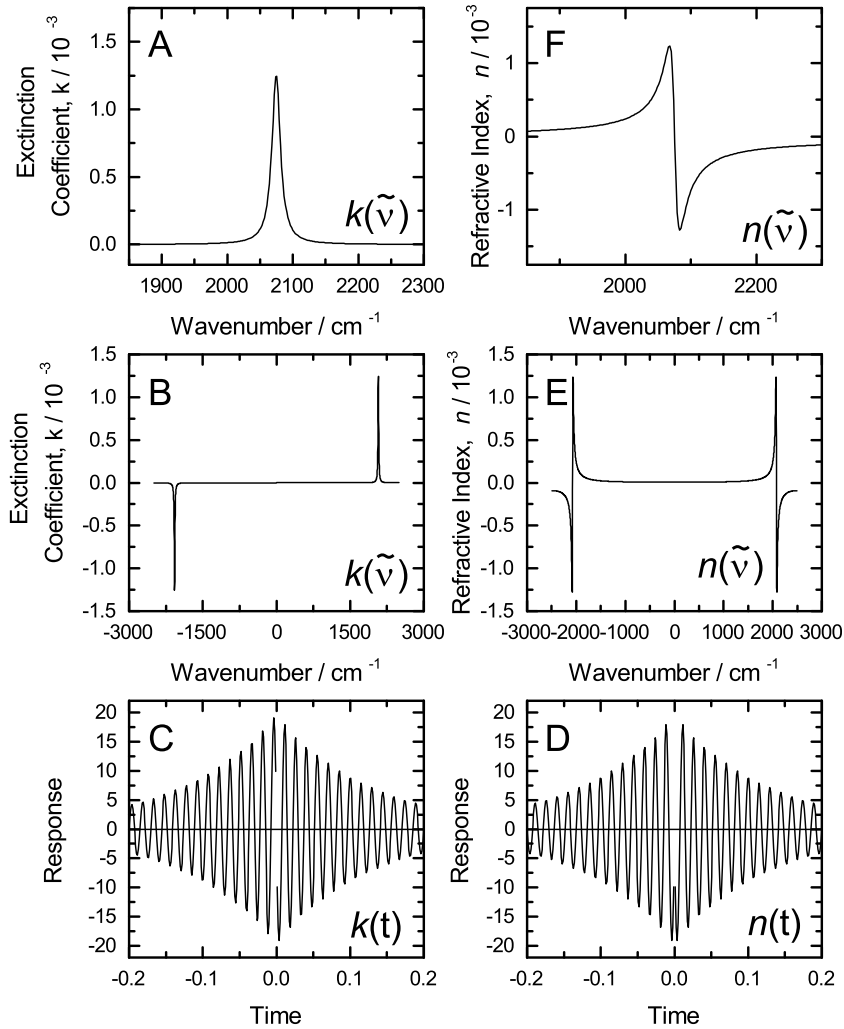 A
Exctinction
Coefficient, k / 10 -3
1.5
1.0
0.5
0.0
k(ν̃)
1900 2000 2100 2200 2300
Wavenumber / cm -1
F
Refractive Index, n / 10 -3
1
0
-1
n(ν̃)
2000 2200
Wavenumber / cm -1
B
Exctinction
Coefficient, k / 10 -3
1.5
1.0
0.5
0.0
-0.5
-1.0
-1.5
k(ν̃)
-3000 -1500 0 1500 3000
Wavenumber / cm -1
E
Refractive Index, n / 10 -3
1.5
1.0
0.5
0.0
-0.5
-1.0
-1.5
n(ν̃)
-3000 -2000 -1000 0 1000 2000 3000
Wavenumber / cm -1
C
Response
20
15
10
5
0
-5
-10
-15
-20
k(t)
-0.2 -0.1 0.0 0.1 0.2
Time
D
Response
20
15
10
5
0
-5
-10
-15
-20
n(t)
-0.2 -0.1 0.0 0.1 0.2
Time